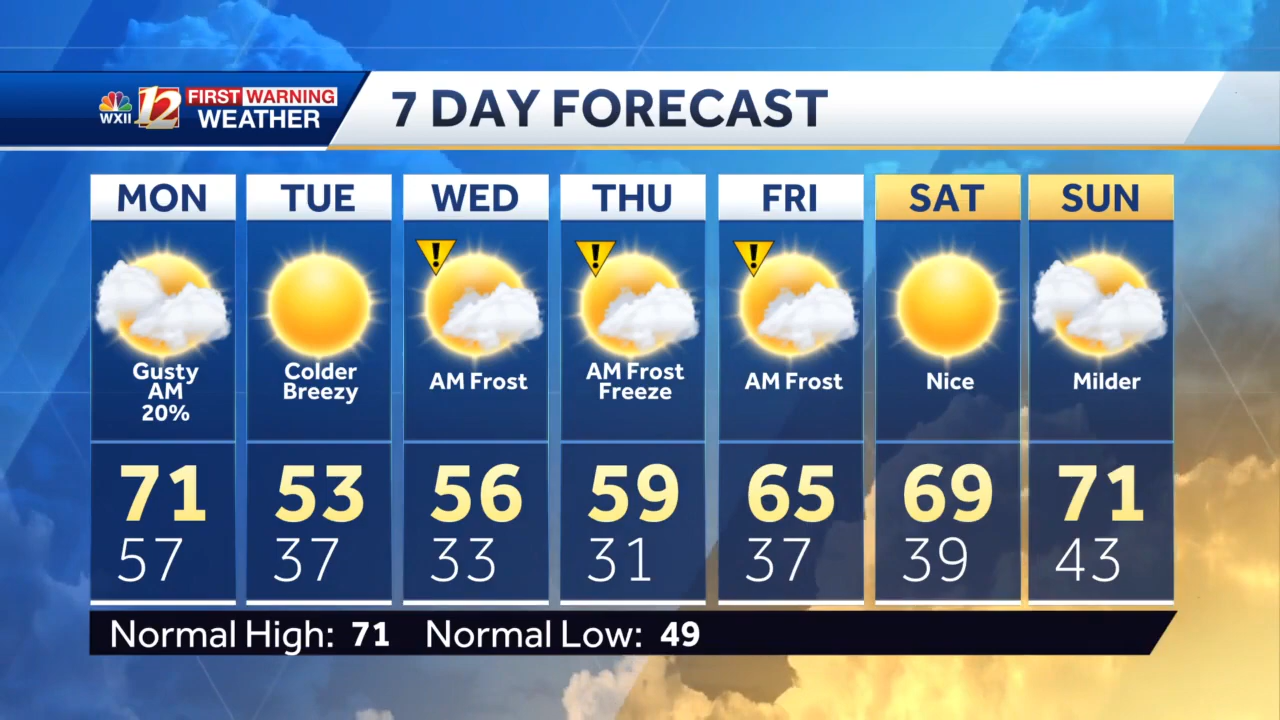 WXII 12 FIRST WARNING
WEATHER
7 DAY FORECAST
MON TUE WED THU FRI SAT SUN
! ! !
Gusty
AM
20%
Colder
Breezy
AM Frost
AM Frost
Freeze
AM Frost
Nice
Milder
71 53 56 59 65 69 71
57 37 33 31 37 39 43
Normal High: 71 Normal Low: 49